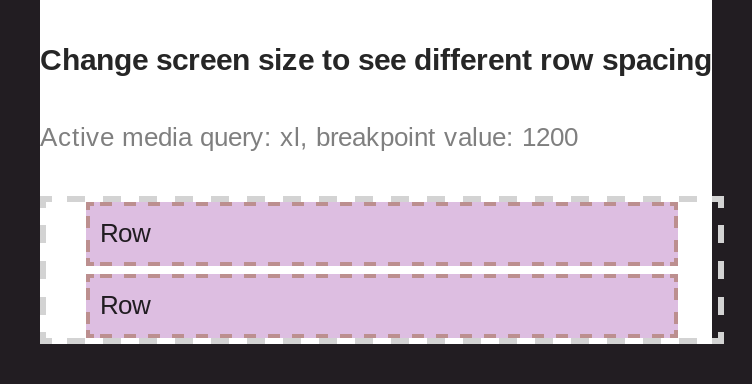 Change screen size to see different row spacing
Active media query: xl, breakpoint value: 1200
Row
Row